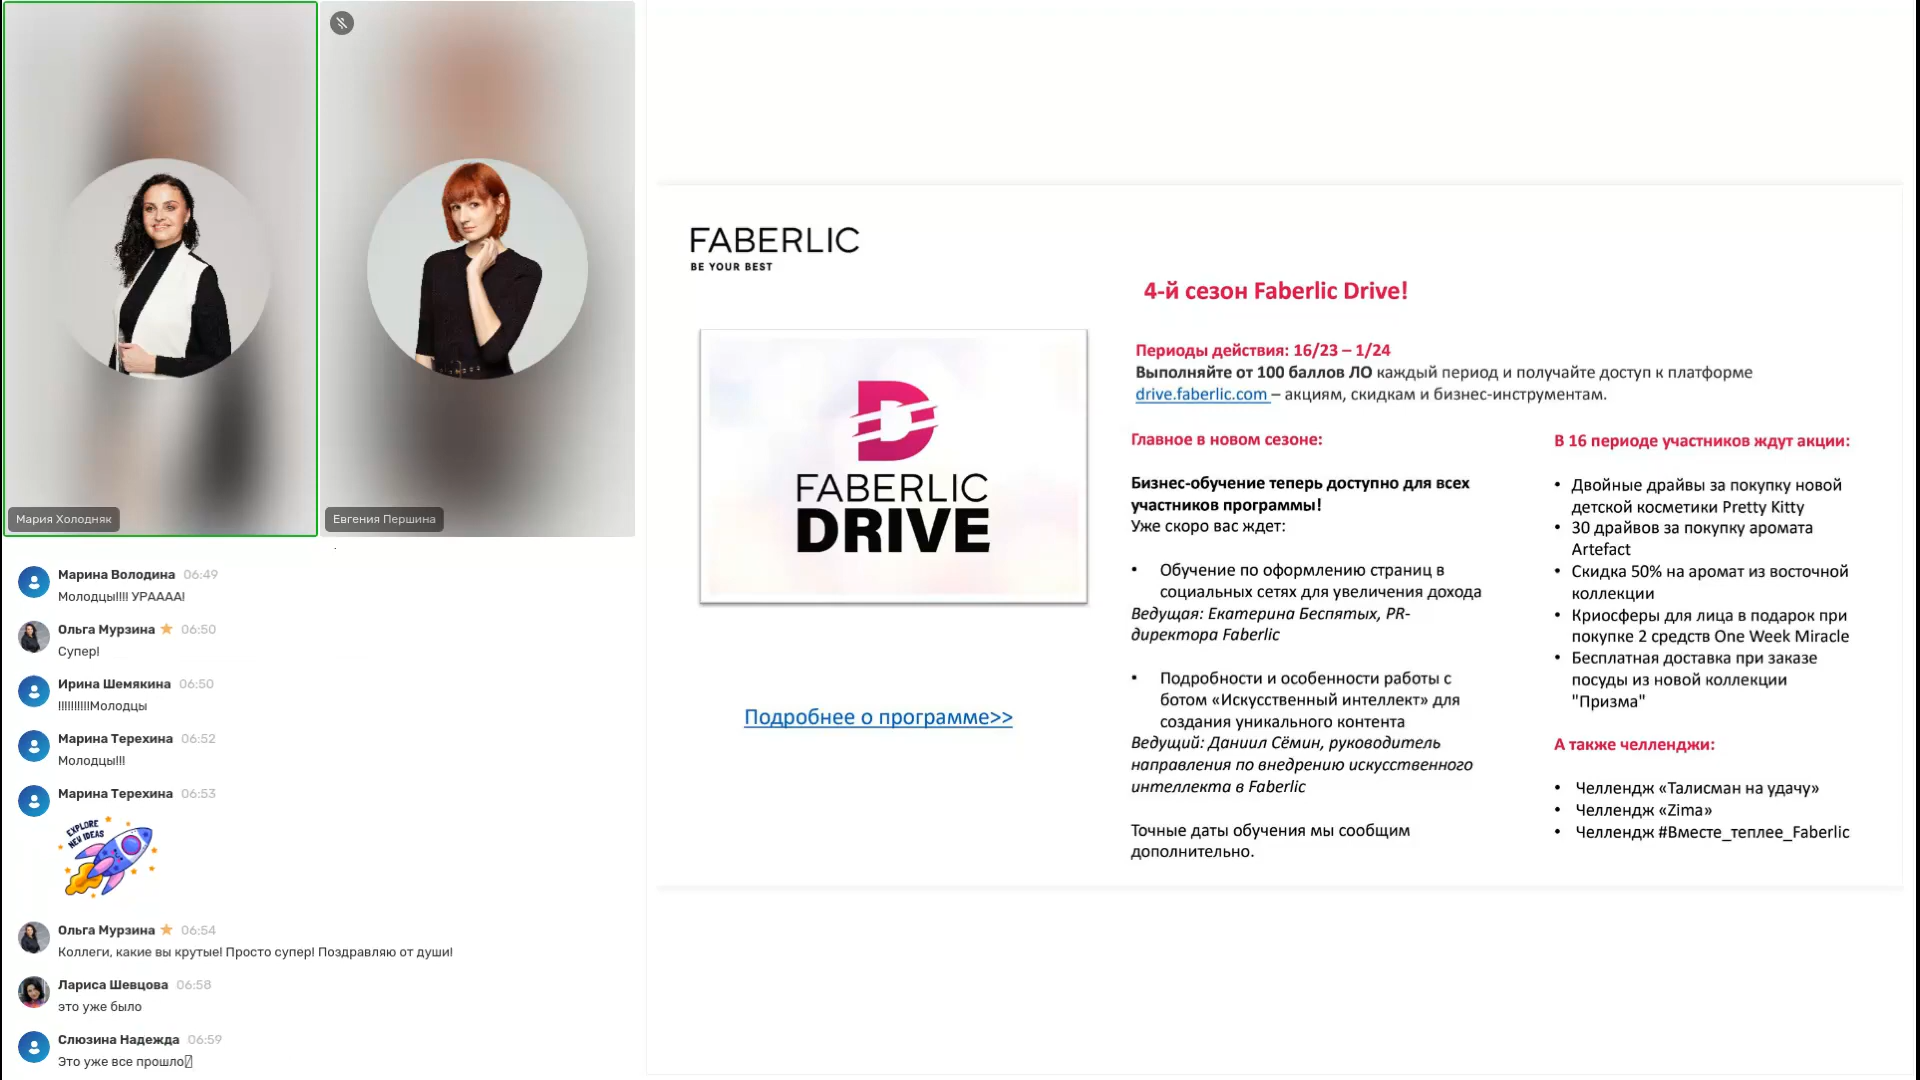 Мария Холодняк
Евгения Першина
Марина Володина 06:49
Молодцы!!!! УРАААА!
Ольга Мурзина 06:50
Супер!
Ирина Шемякина 06:50
!!!!!!!!!!Молодцы
Марина Терехина 06:52
Молодцы!!!
Марина Терехина 06:53
EXPLORE
NEW IDEAS
Ольга Мурзина 06:54
Коллеги, какие вы крутые! Просто супер! Поздравляю от души!
Лариса Шевцова 06:58
это уже было
Слюзина Надежда 06:59
Это уже все прошло
FABERLIC
BE YOUR BEST
FABERLIC
DRIVE
Подробнее о программе>>
4-й сезон Faberlic Drive!
Периоды действия: 16/23 – 1/24
Выполняйте от 100 баллов ЛО каждый период и получайте доступ к платформе
drive.faberlic.com – акциям, скидкам и бизнес-инструментам.
Главное в новом сезоне:
Бизнес-обучение теперь доступно для всех
участников программы!
Уже скоро вас ждет:
• Обучение по оформлению страниц в
социальных сетях для увеличения дохода
Ведущая: Екатерина Беспятых, PR-
директора Faberlic
• Подробности и особенности работы с
ботом «Искусственный интеллект» для
создания уникального контента
Ведущий: Даниил Сёмин, руководитель
направления по внедрению искусственного
интеллекта в Faberlic
Точные даты обучения мы сообщим
дополнительно.
В 16 периоде участников ждут акции:
• Двойные драйвы за покупку новой
детской косметики Pretty Kitty
• 30 драйвов за покупку аромата
Artefact
• Скидка 50% на аромат из восточной
коллекции
• Криосферы для лица в подарок при
покупке 2 средств One Week Miracle
• Бесплатная доставка при заказе
посуды из новой коллекции
"Призма"
А также челленджи:
• Челлендж «Талисман на удачу»
• Челлендж «Zima»
• Челлендж #Вместе_теплее_Faberlic